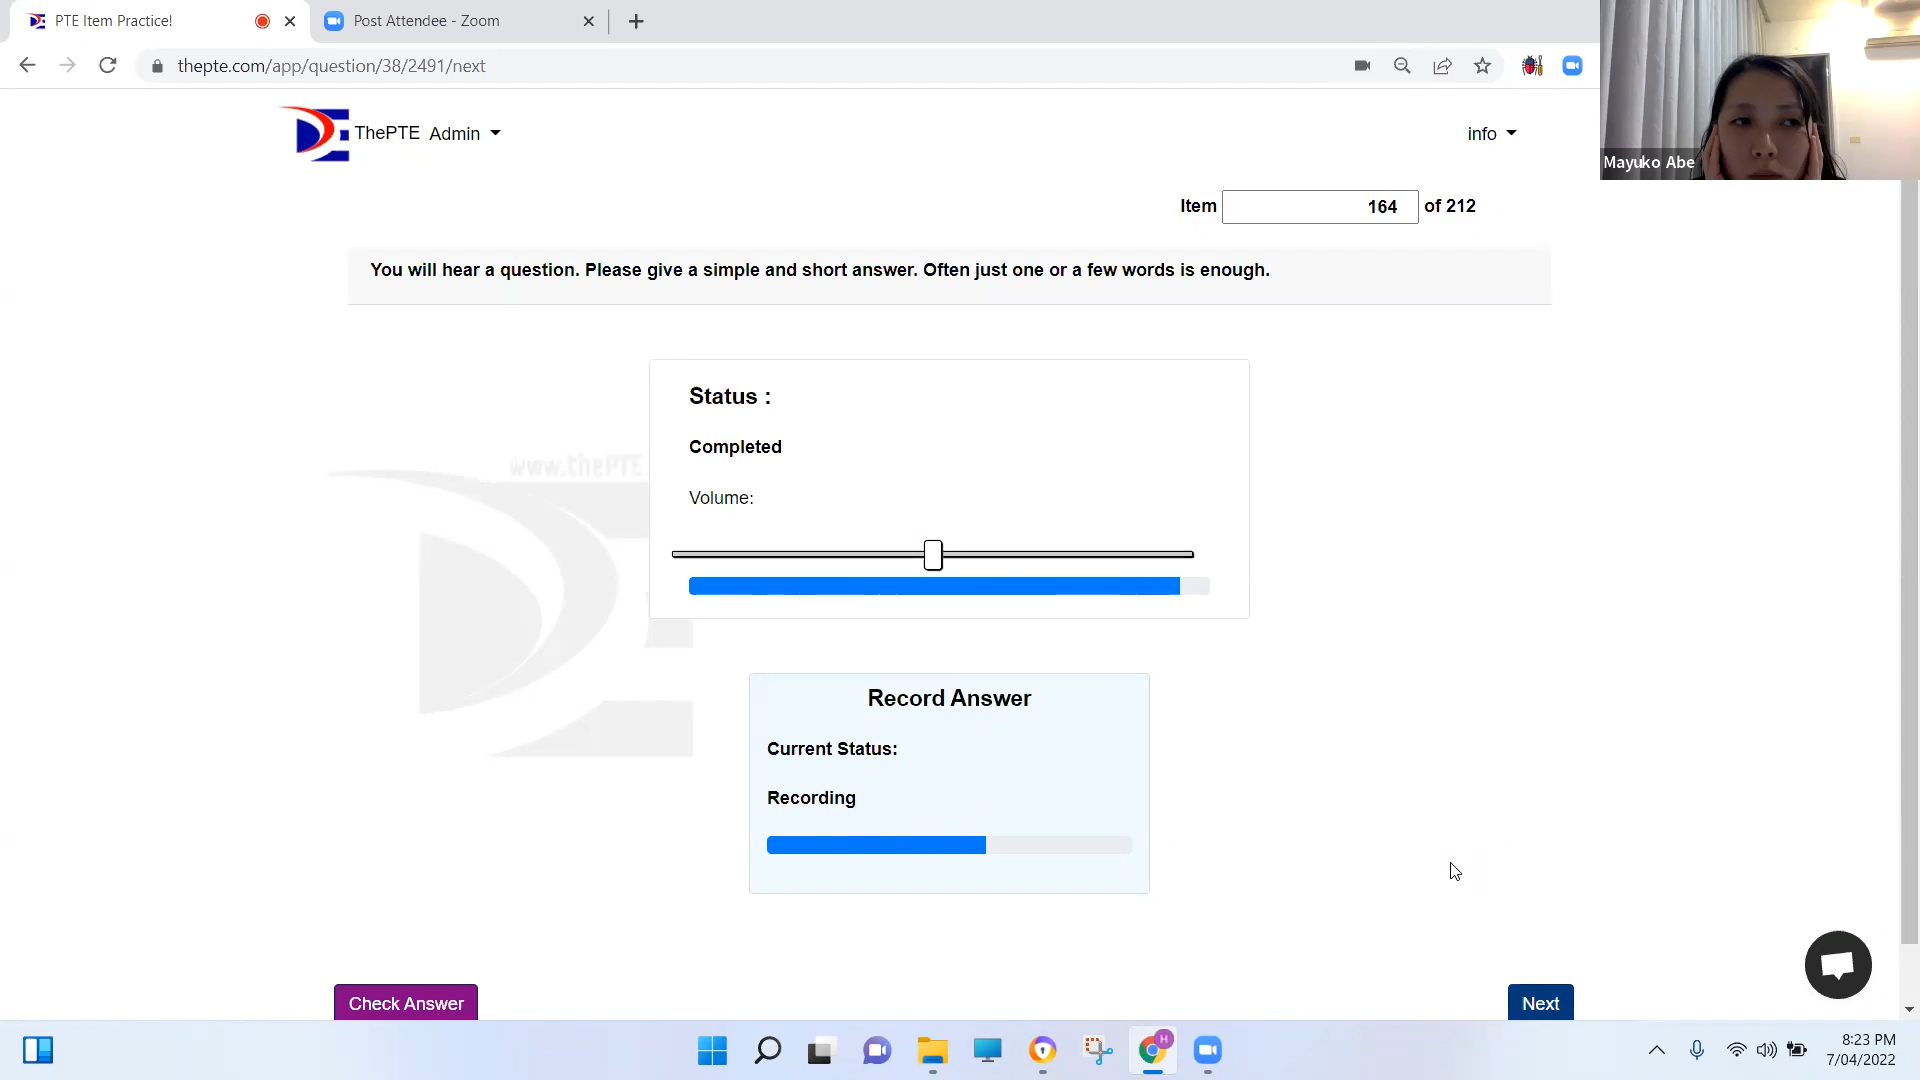 PTE Item Practice!
Post Attendee - Zoom
thepte.com/app/question/38/2491/next
ThePTE Admin
info
Mayuko Abe
Item 164 of 212
You will hear a question. Please give a simple and short answer. Often just one or a few words is enough.
www.thePTE.
Status :
Completed
Volume:
Record Answer
Current Status:
Recording
Check Answer
Next
H
8:23 PM
7/04/2022